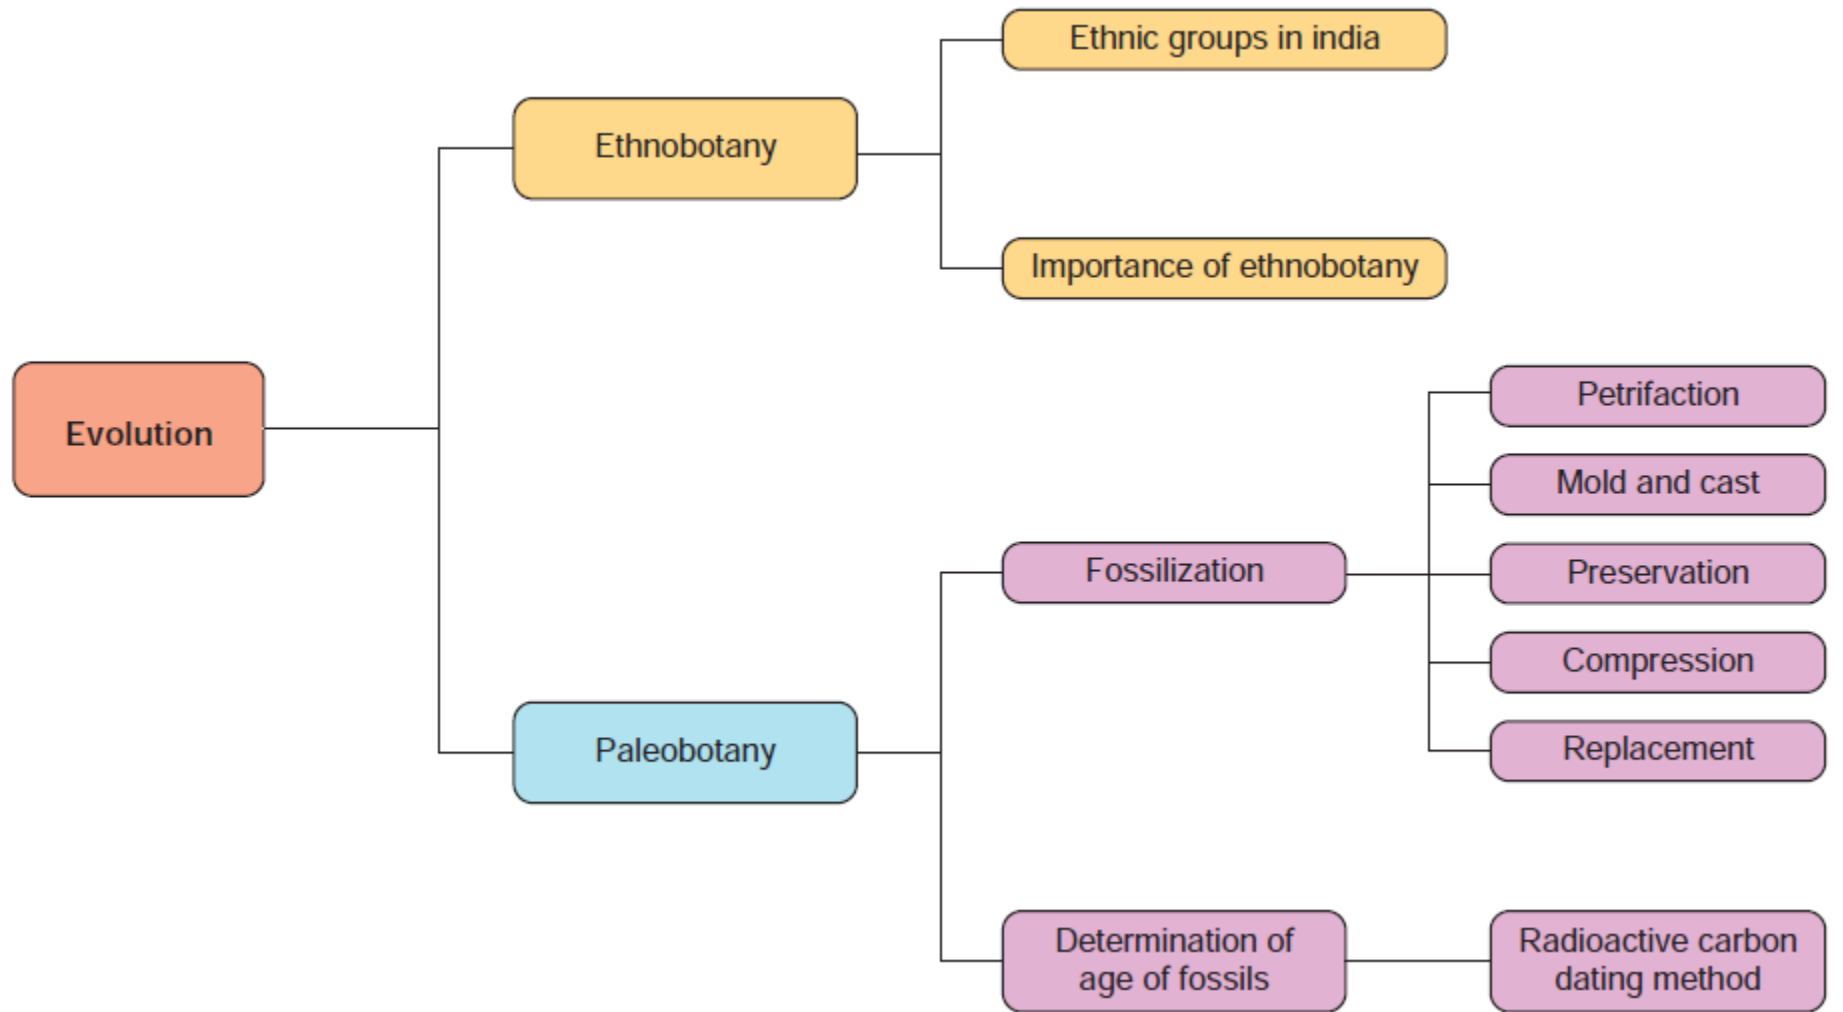 Ethnic groups in india
Ethnobotany
Importance of ethnobotany
Evolution
Petrifaction
Mold and cast
Fossilization
Preservation
Compression
Paleobotany
Replacement
Determination of
age of fossils
Radioactive carbon
dating method